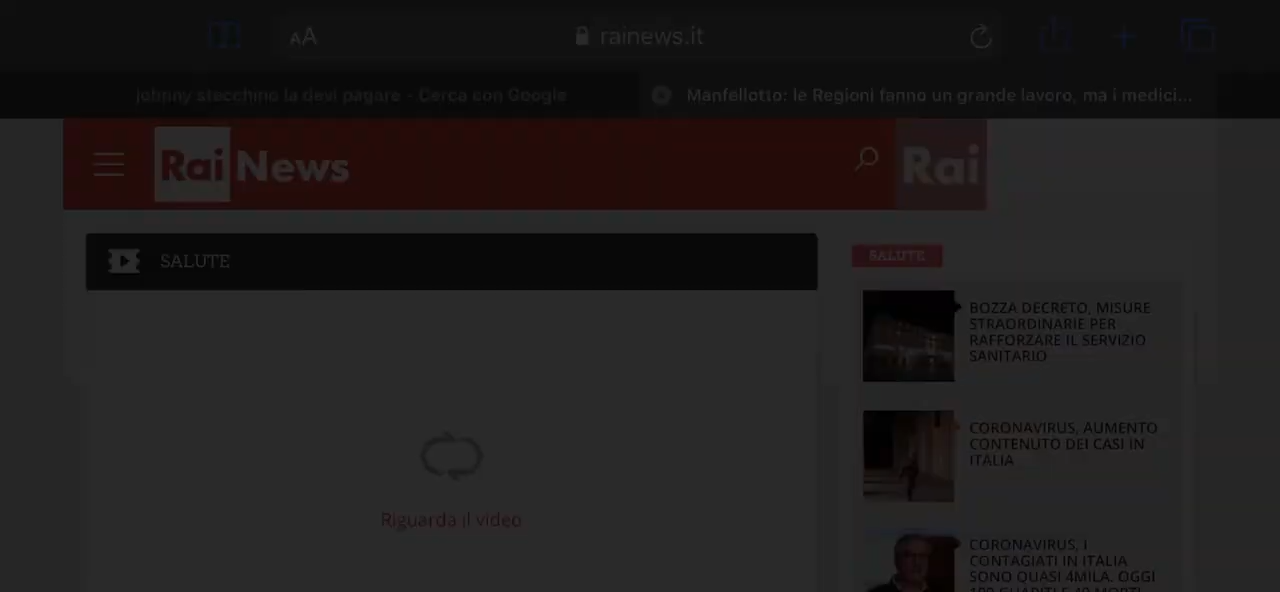 AA
rainews.it
johnny stecchino la devi pagare - Cerca con Google
Manfellotto: le Regioni fanno un grande lavoro, ma i medici...
Rai News
Rai
SALUTE
SALUTE
BOZZA DECRETO, MISURE
STRAORDINARIE PER
RAFFORZARE IL SERVIZIO
SANITARIO
CORONAVIRUS, AUMENTO
CONTENUTO DEI CASI IN
ITALIA
Riguarda il video
CORONAVIRUS, I
CONTAGIATI IN ITALIA
SONO QUASI 4MILA. OGGI